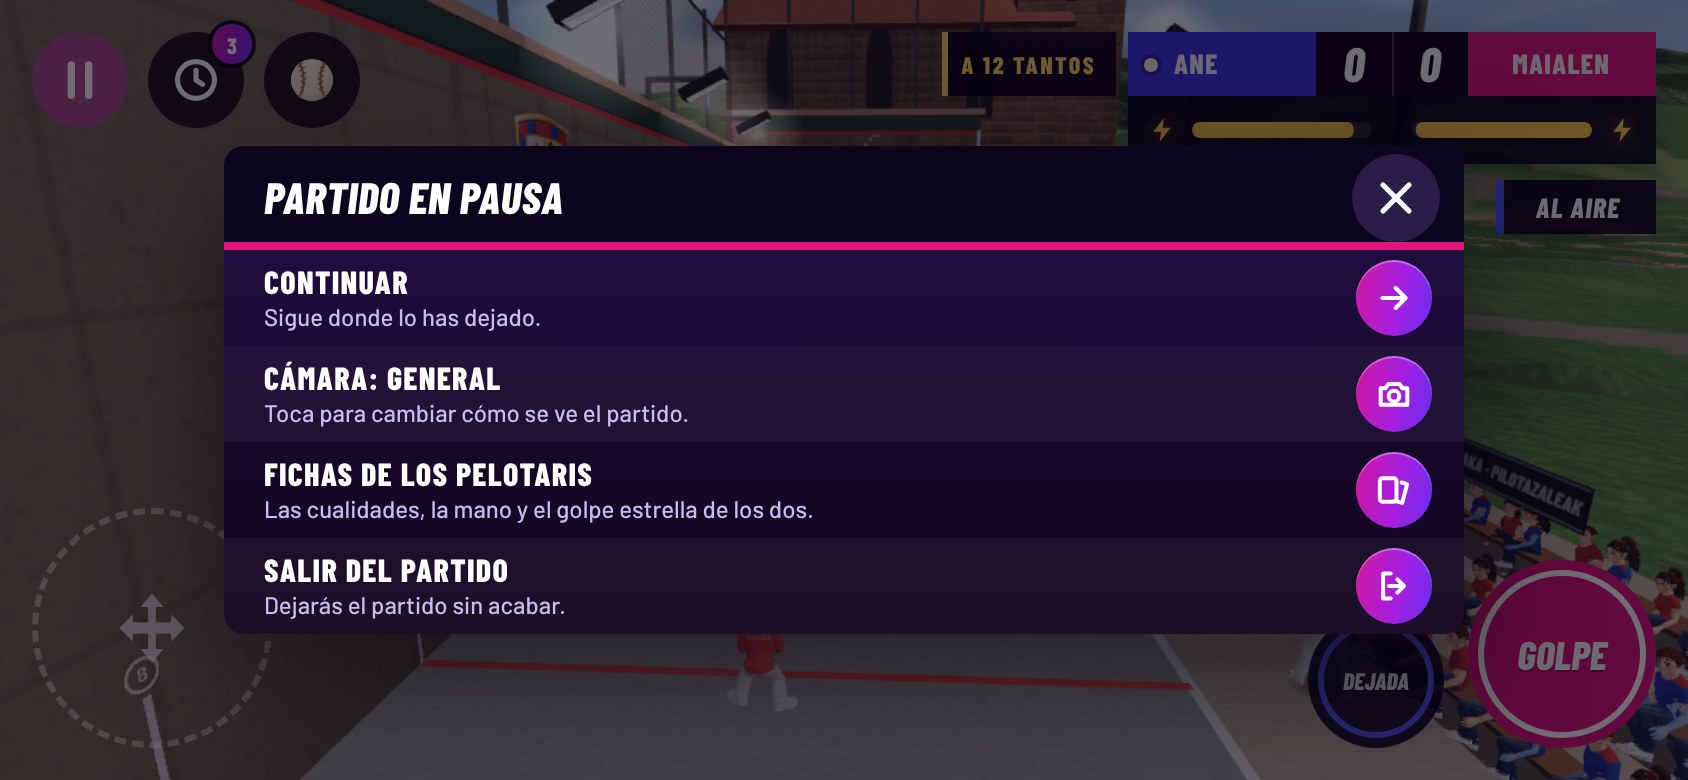 3
A 12 TANTOS
ANE
0
0
MAIALEN
PARTIDO EN PAUSA
AL AIRE
CONTINUAR
Sigue donde lo has dejado.
CÁMARA: GENERAL
Toca para cambiar cómo se ve el partido.
FICHAS DE LOS PELOTARIS
Las cualidades, la mano y el golpe estrella de los dos.
PILOTAZALEAK
SALIR DEL PARTIDO
Dejarás el partido sin acabar.
8
DEJADA
GOLPE